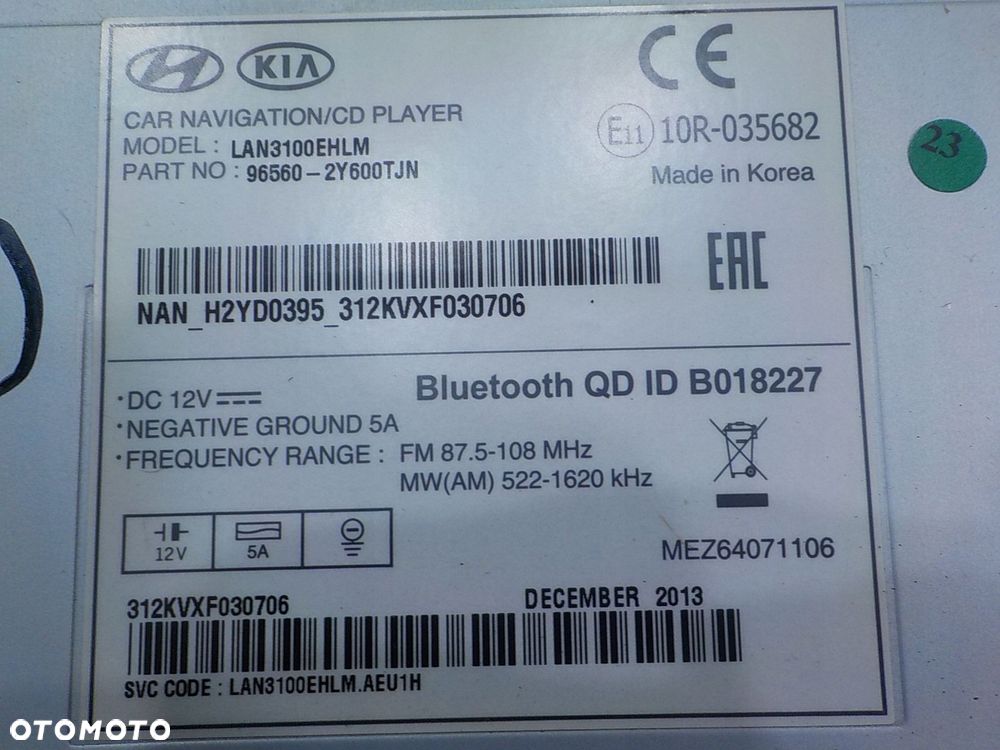 KIA
CE
CAR NAVIGATION/CD PLAYER
MODEL : LAN3100EHLM
PART NO : 96560-2Y600TJN
E11 10R-035682
Made in Korea
23
EAC
NAN_H2YD0395_312KVXF030706
Bluetooth QD ID B018227
·DC 12V
·NEGATIVE GROUND 5A
·FREQUENCY RANGE : FM 87.5-108 MHz
MW(AM) 522-1620 kHz
12V
5A
MEZ64071106
312KVXF030706
DECEMBER 2013
SVC CODE : LAN3100EHLM.AEU1H
OTOMOTO